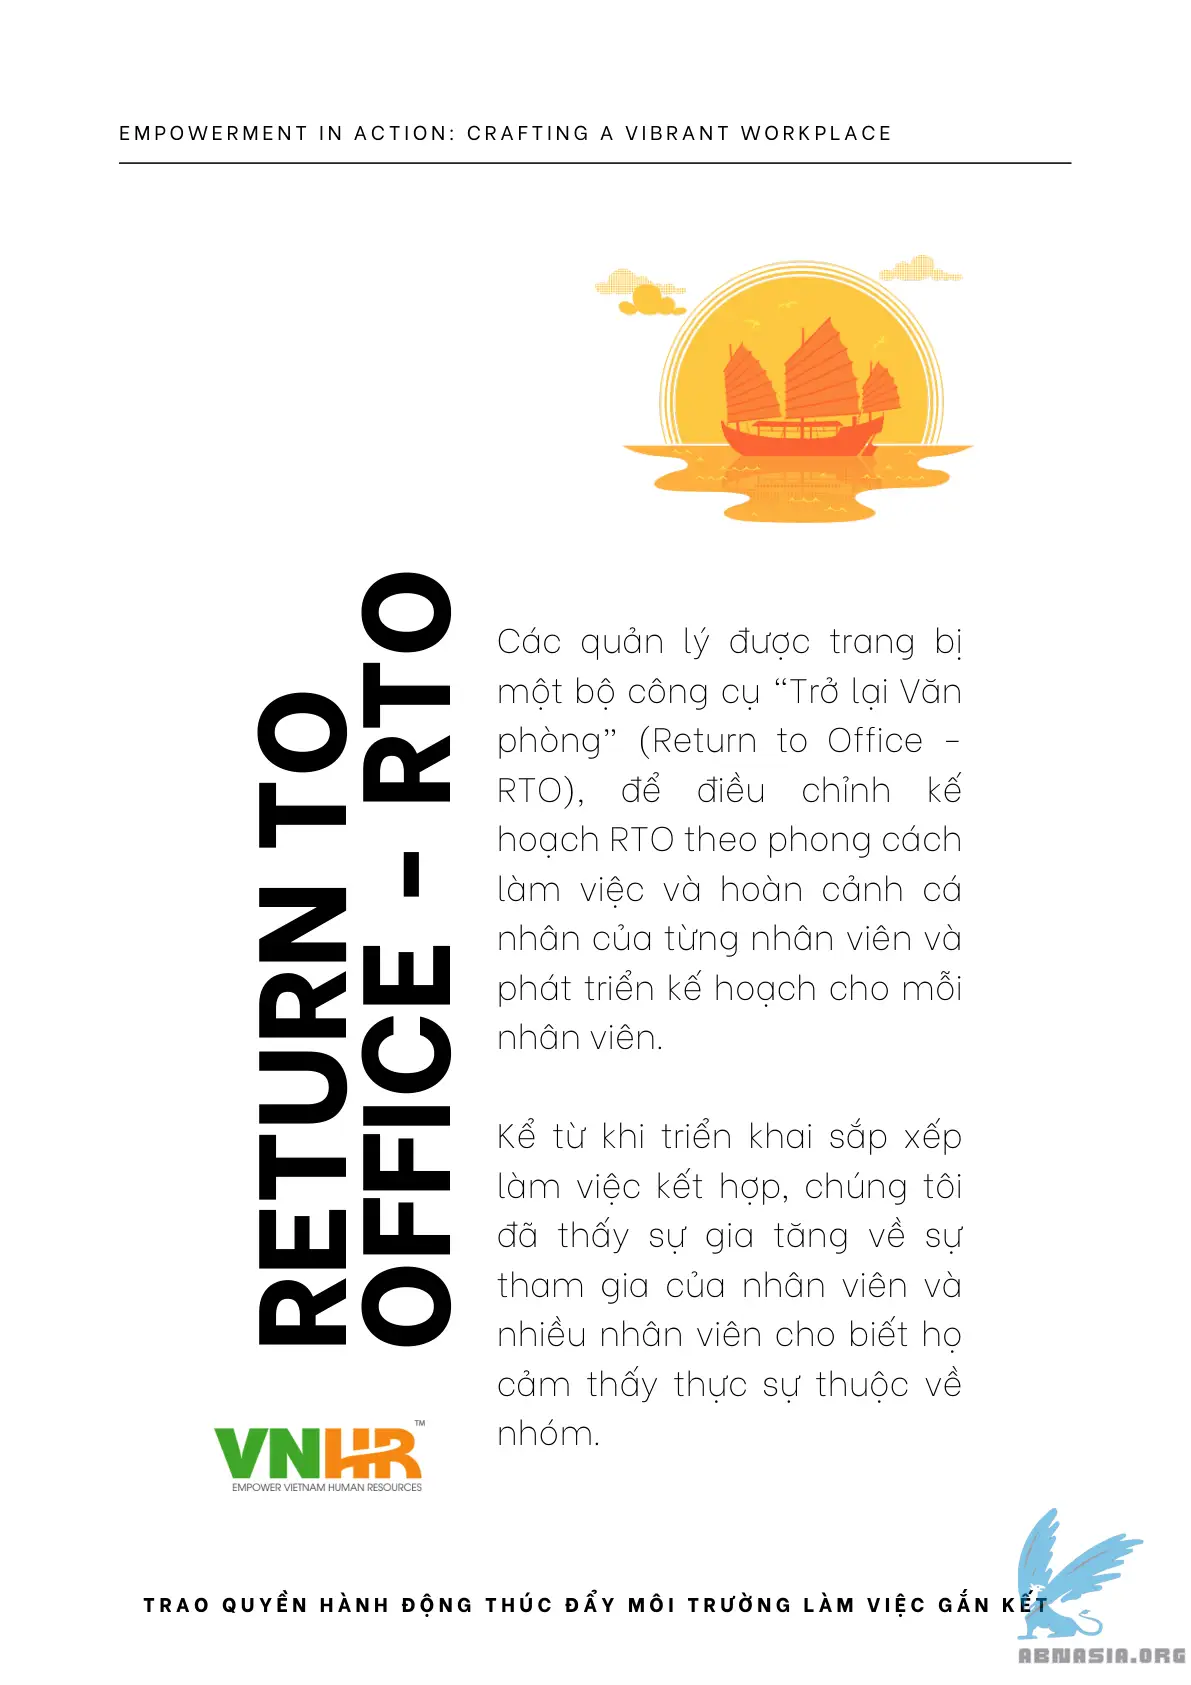 EMPOWERMENT IN ACTION: CRAFTING A VIBRANT WORKPLACE
RETURN TO
OFFICE - RTO
Các quản lý được trang bị
một bộ công cụ “Trở lại Văn
phòng” (Return to Office -
RTO), để điều chỉnh kế
hoạch RTO theo phong cách
làm việc và hoàn cảnh cá
nhân của từng nhân viên và
phát triển kế hoạch cho mỗi
nhân viên.
Kể từ khi triển khai sắp xếp
làm việc kết hợp, chúng tôi
đã thấy sự gia tăng về sự
tham gia của nhân viên và
nhiều nhân viên cho biết họ
cảm thấy thực sự thuộc về
nhóm.
VNHR™
EMPOWER VIETNAM HUMAN RESOURCES
TRAO QUYỀN HÀNH ĐỘNG THÚC ĐẨY MÔI TRƯỜNG LÀM VIỆC GẮN KẾT
ABNASIA.ORG